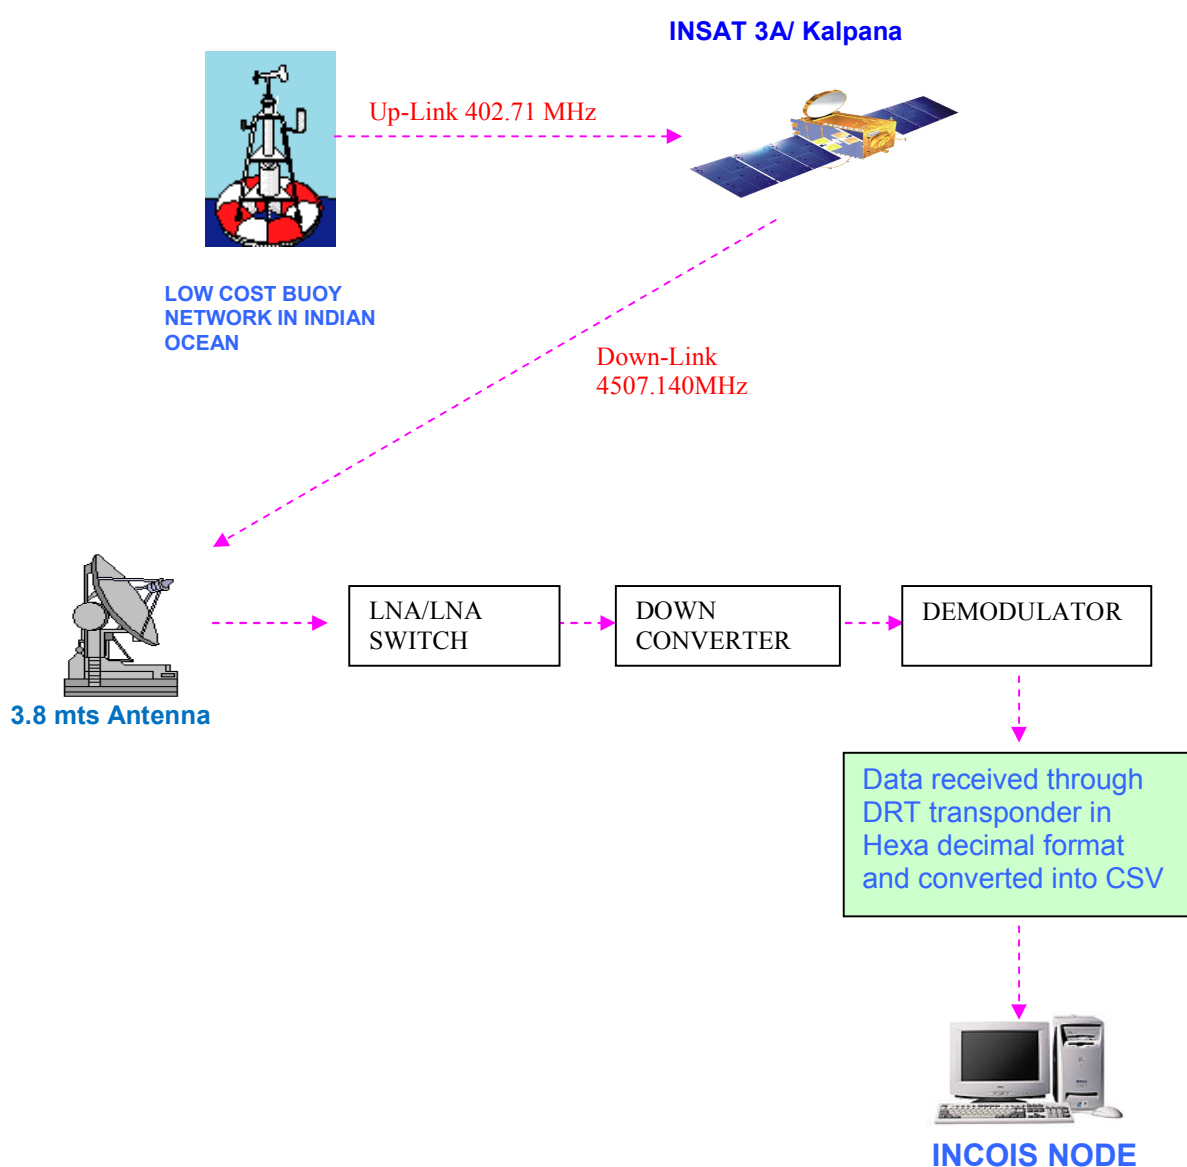 INSAT 3A/ Kalpana
Up-Link 402.71 MHz
LOW COST BUOY
NETWORK IN INDIAN
OCEAN
Down-Link
4507.140MHz
3.8 mts Antenna
LNA/LNA
SWITCH
DOWN
CONVERTER
DEMODULATOR
Data received through
DRT transponder in
Hexa decimal format
and converted into CSV
INCOIS NODE